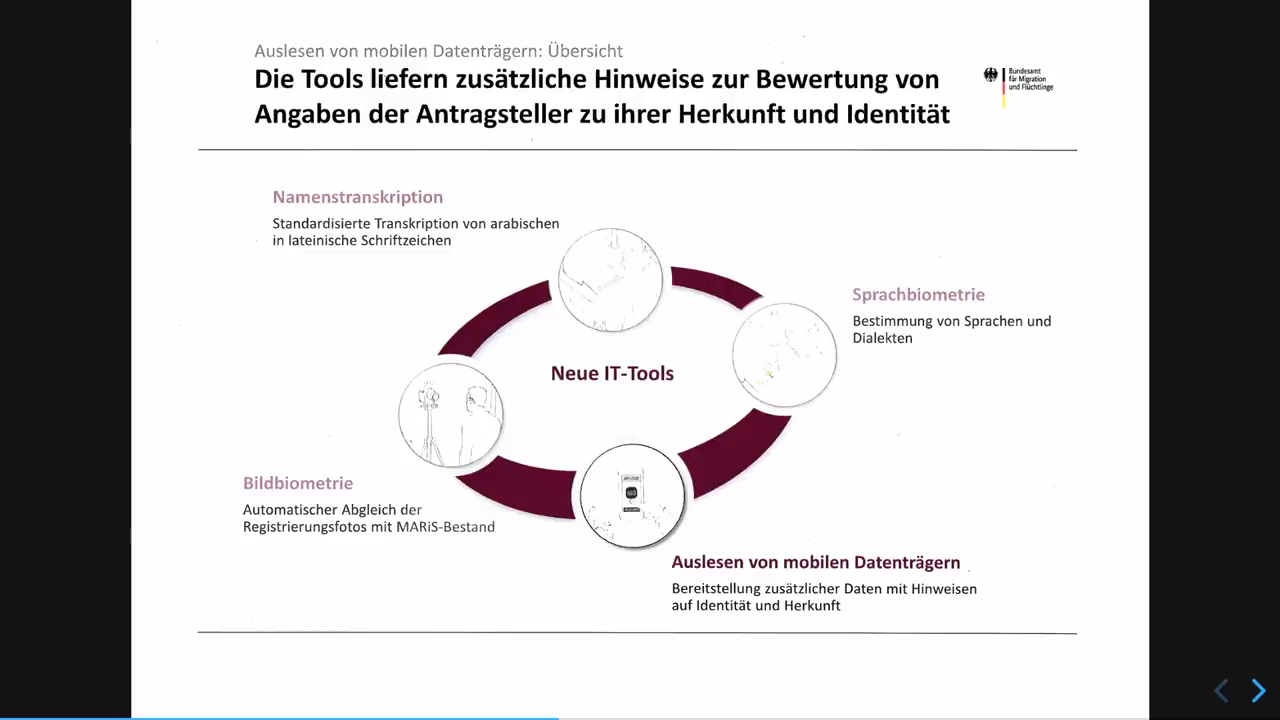 Auslesen von mobilen Datenträgern: Übersicht
Die Tools liefern zusätzliche Hinweise zur Bewertung von
Angaben der Antragsteller zu ihrer Herkunft und Identität
Bundesamt
für Migration
und Flüchtlinge
Namenstranskription
Standardisierte Transkription von arabischen
in lateinische Schriftzeichen
Sprachbiometrie
Bestimmung von Sprachen und
Dialekten
Neue IT-Tools
Bildbiometrie
Automatischer Abgleich der
Registrierungsfotos mit MARiS-Bestand
Auslesen von mobilen Datenträgern
Bereitstellung zusätzlicher Daten mit Hinweisen
auf Identität und Herkunft